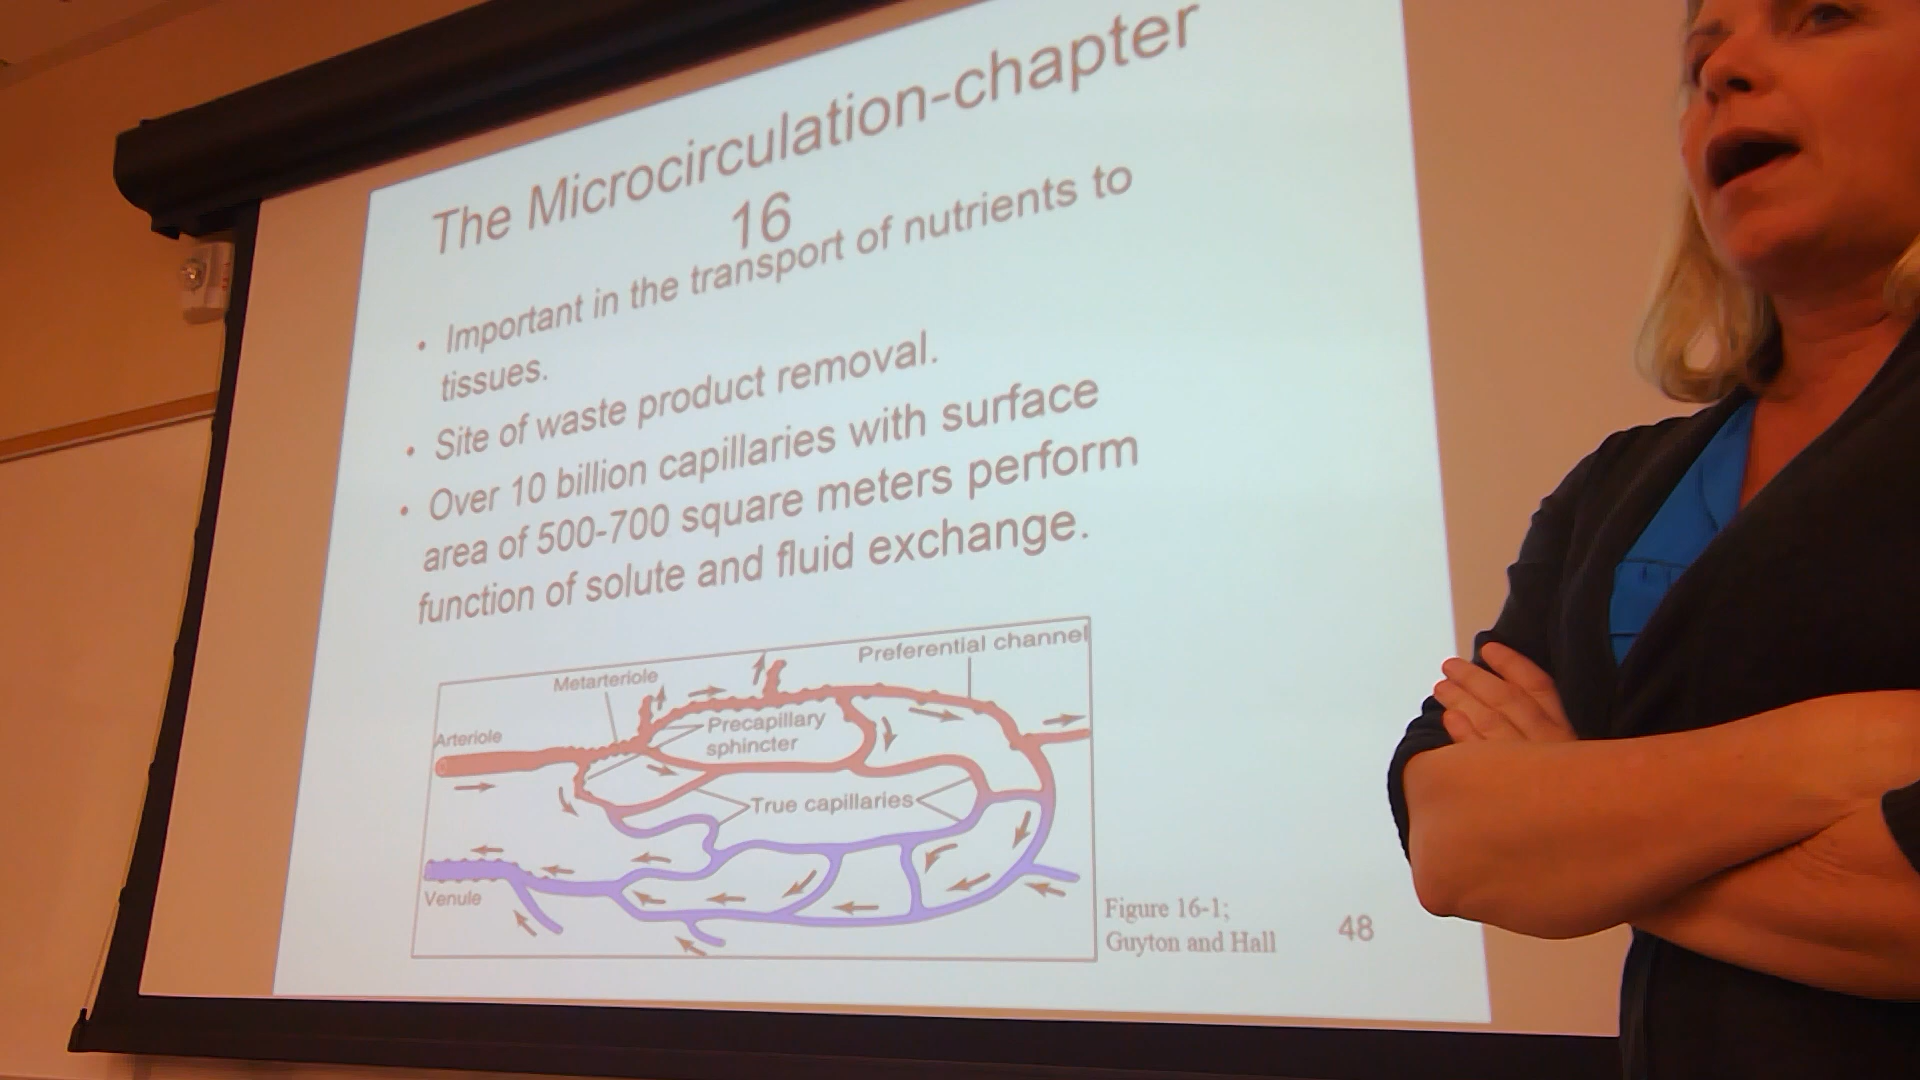 The Microcirculation-chapter
16
• Important in the transport of nutrients to
tissues.
• Site of waste product removal.
• Over 10 billion capillaries with surface
area of 500-700 square meters perform
function of solute and fluid exchange.
Preferential channel
Metarteriole
Precapillary
sphincter
Arteriole
True capillaries
Venule
Figure 16-1;
Guyton and Hall
48